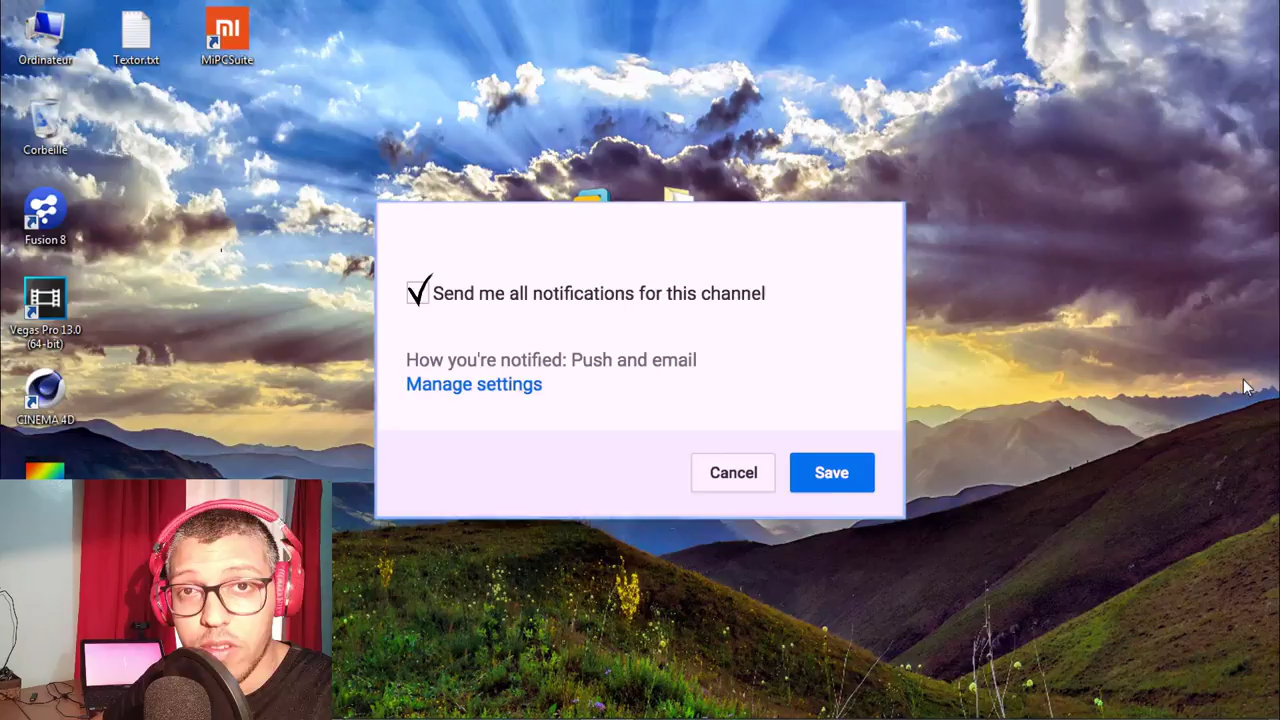 Ordinateur
Textor.txt
MiPCSuite
Corbeille
Fusion 8
Vegas Pro 13.0
(64-bit)
CINEMA 4D
Send me all notifications for this channel
How you're notified: Push and email
Manage settings
Cancel
Save